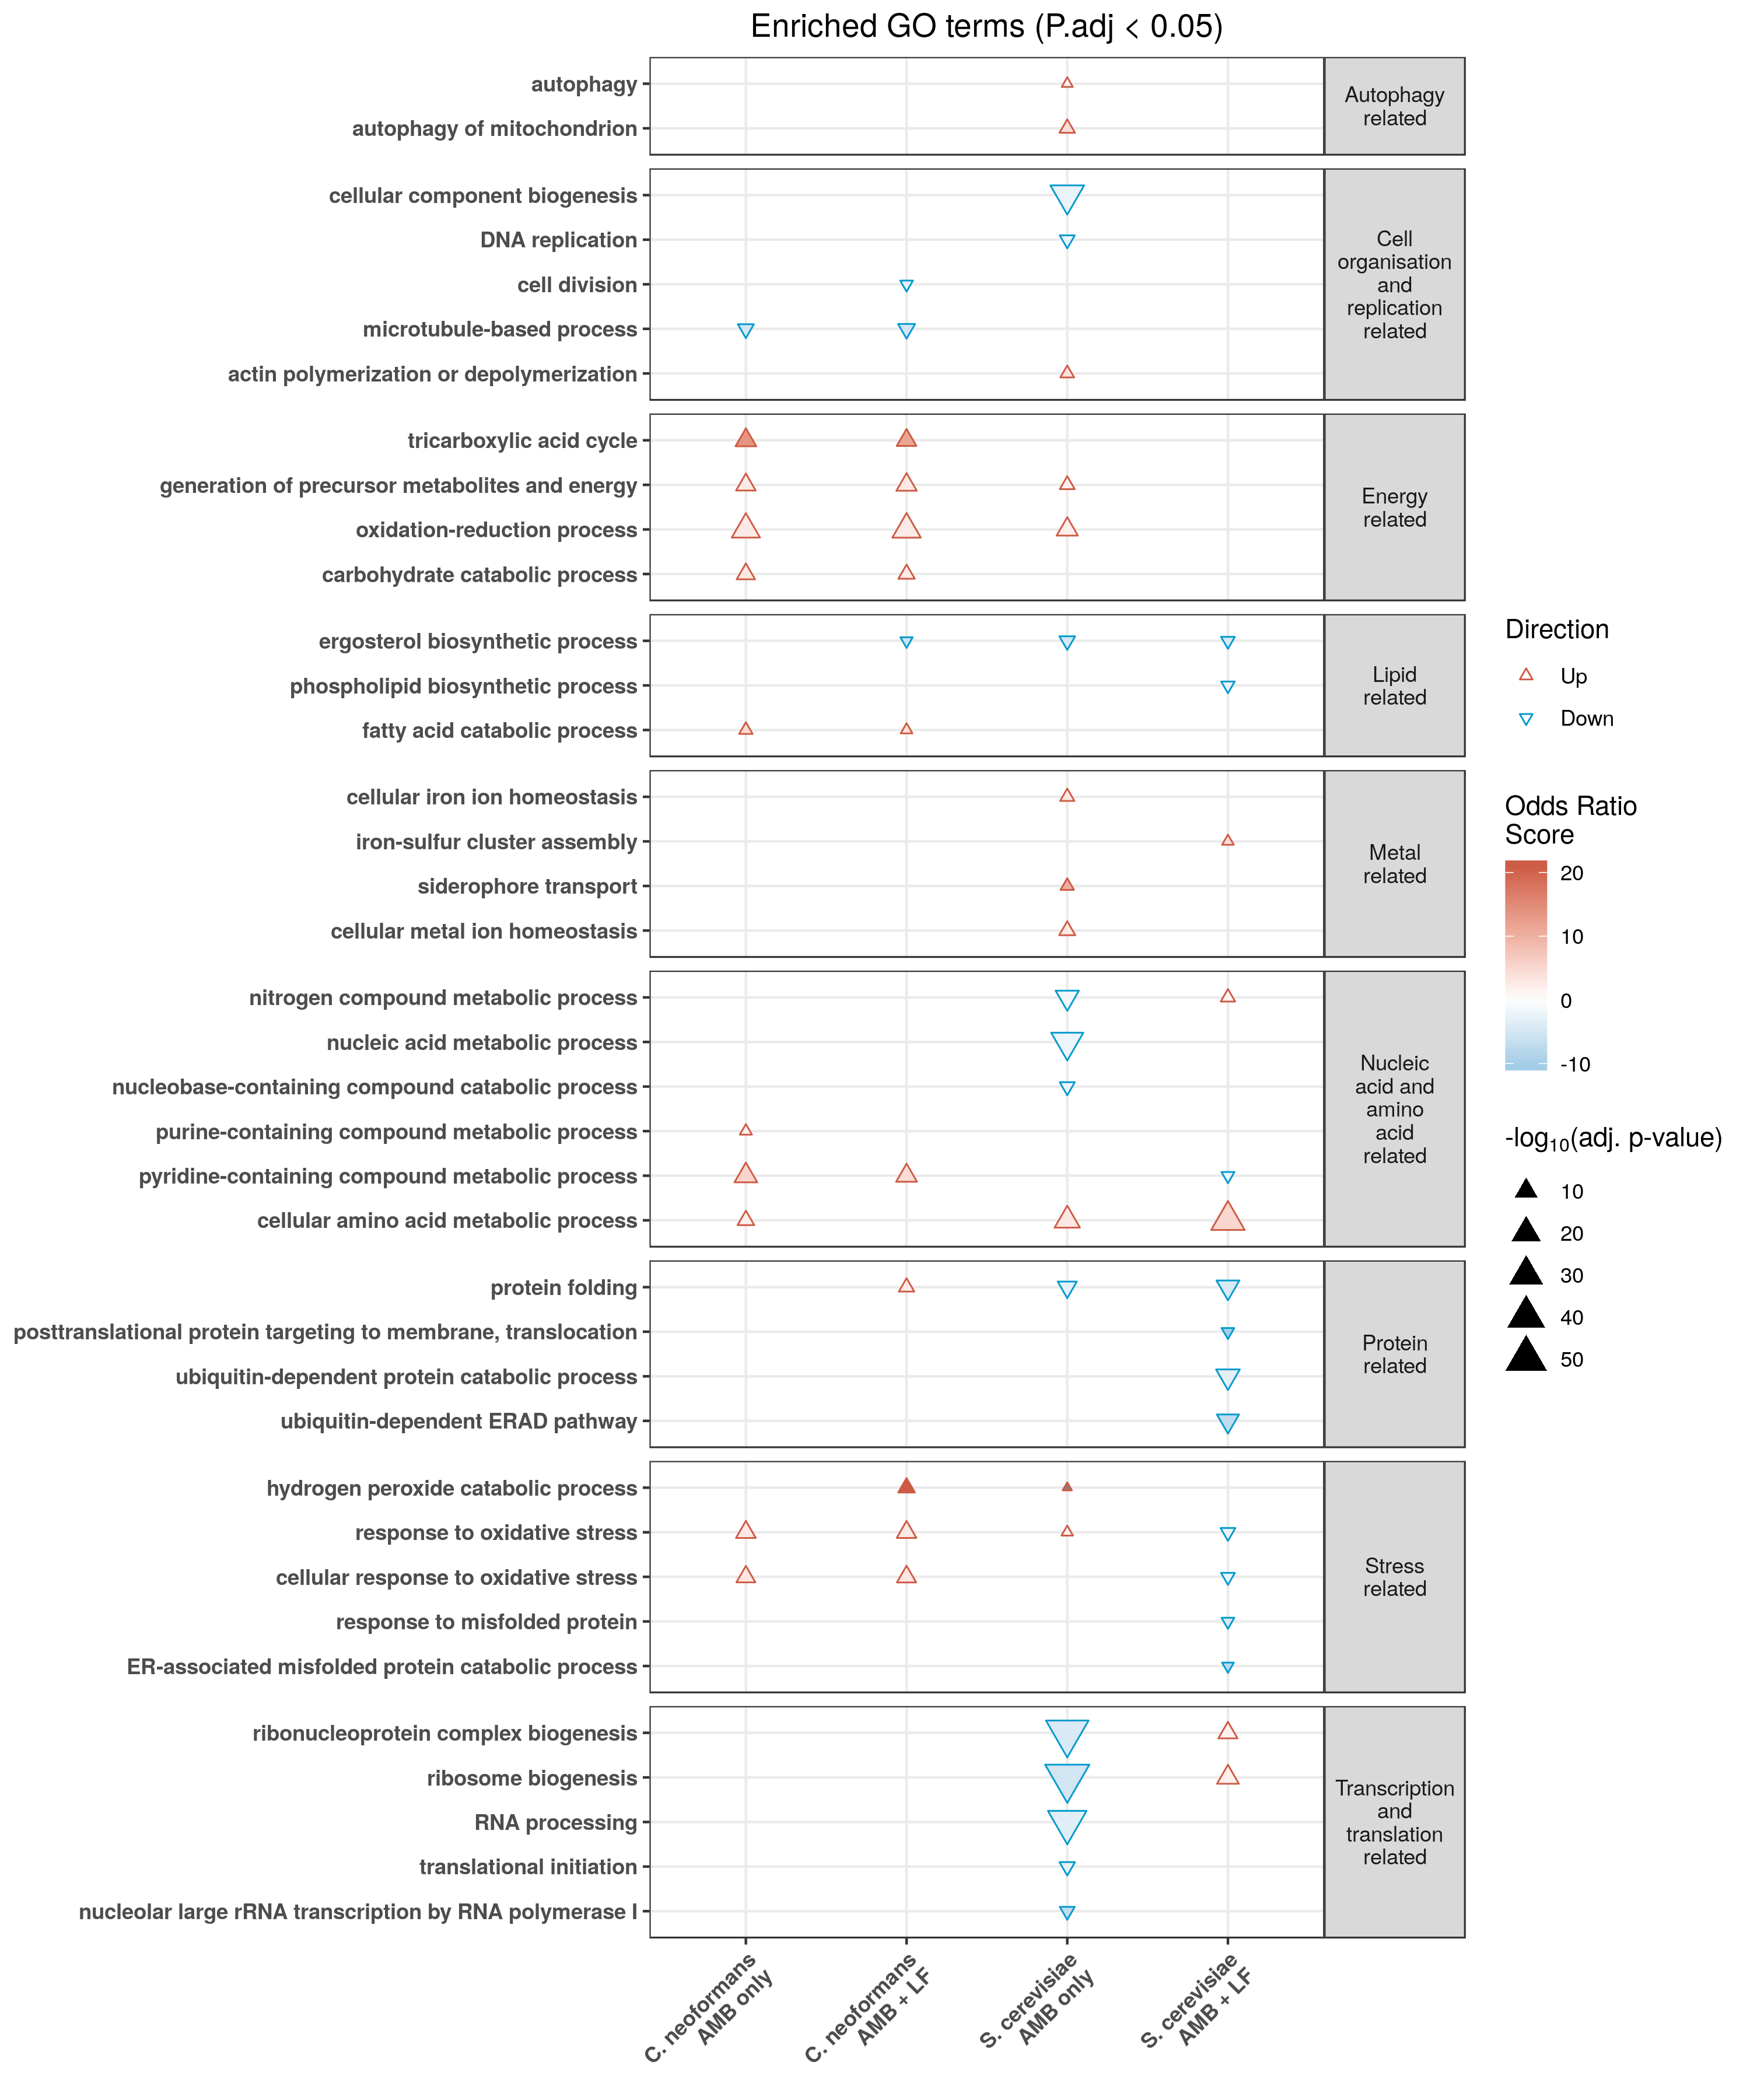 Enriched GO terms (P.adj < 0.05)
autophagy
autophagy of mitochondrion
Autophagy
related
cellular component biogenesis
DNA replication
cell division
microtubule-based process
actin polymerization or depolymerization
Cell
organisation
and
replication
related
tricarboxylic acid cycle
generation of precursor metabolites and energy
oxidation-reduction process
carbohydrate catabolic process
Energy
related
ergosterol biosynthetic process
phospholipid biosynthetic process
fatty acid catabolic process
Lipid
related
cellular iron ion homeostasis
iron-sulfur cluster assembly
siderophore transport
cellular metal ion homeostasis
Metal
related
nitrogen compound metabolic process
nucleic acid metabolic process
nucleobase-containing compound catabolic process
purine-containing compound metabolic process
pyridine-containing compound metabolic process
cellular amino acid metabolic process
Nucleic
acid and
amino
acid
related
protein folding
posttranslational protein targeting to membrane, translocation
ubiquitin-dependent protein catabolic process
ubiquitin-dependent ERAD pathway
Protein
related
hydrogen peroxide catabolic process
response to oxidative stress
cellular response to oxidative stress
response to misfolded protein
ER-associated misfolded protein catabolic process
Stress
related
ribonucleoprotein complex biogenesis
ribosome biogenesis
RNA processing
translational initiation
nucleolar large rRNA transcription by RNA polymerase I
Transcription
and
translation
related
C. neoformans
AMB only
C. neoformans
AMB + LF
S. cerevisiae
AMB only
S. cerevisiae
AMB + LF
Direction
Up
Down
Odds Ratio
Score
20
10
0
-10
-log₁₀(adj. p-value)
10
20
30
40
50